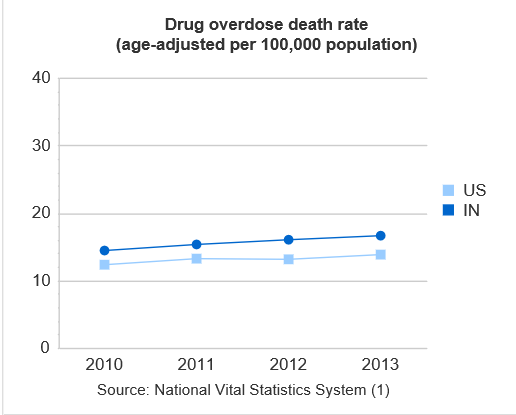 Drug overdose death rate
(age-adjusted per 100,000 population)
40
30
20
10
0
2010 2011 2012 2013
US
IN
Source: National Vital Statistics System (1)